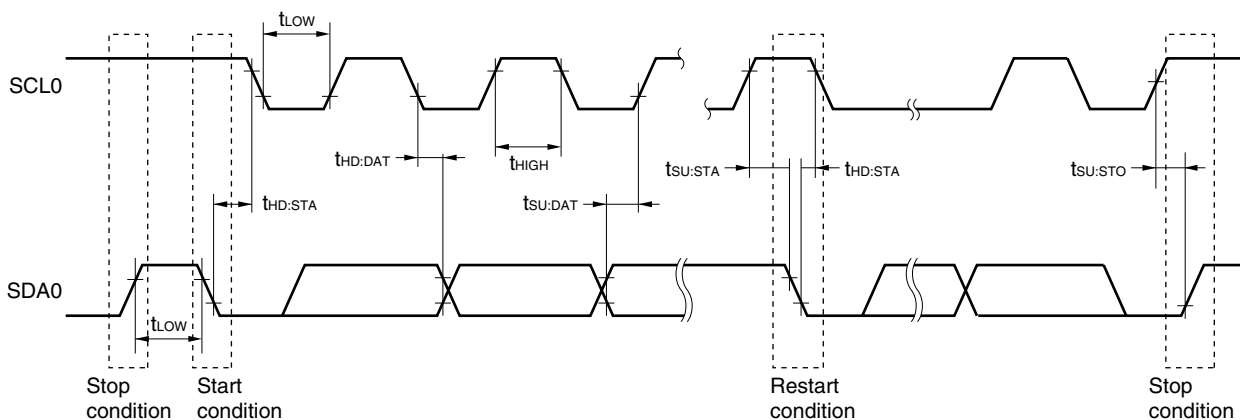 tLOW
SCL0
tHD:DAT
tHIGH
tSU:STA
tHD:STA
tSU:STO
tHD:STA
tSU:DAT
SDA0
tLOW
Stop
condition
Start
condition
Restart
condition
Stop
condition